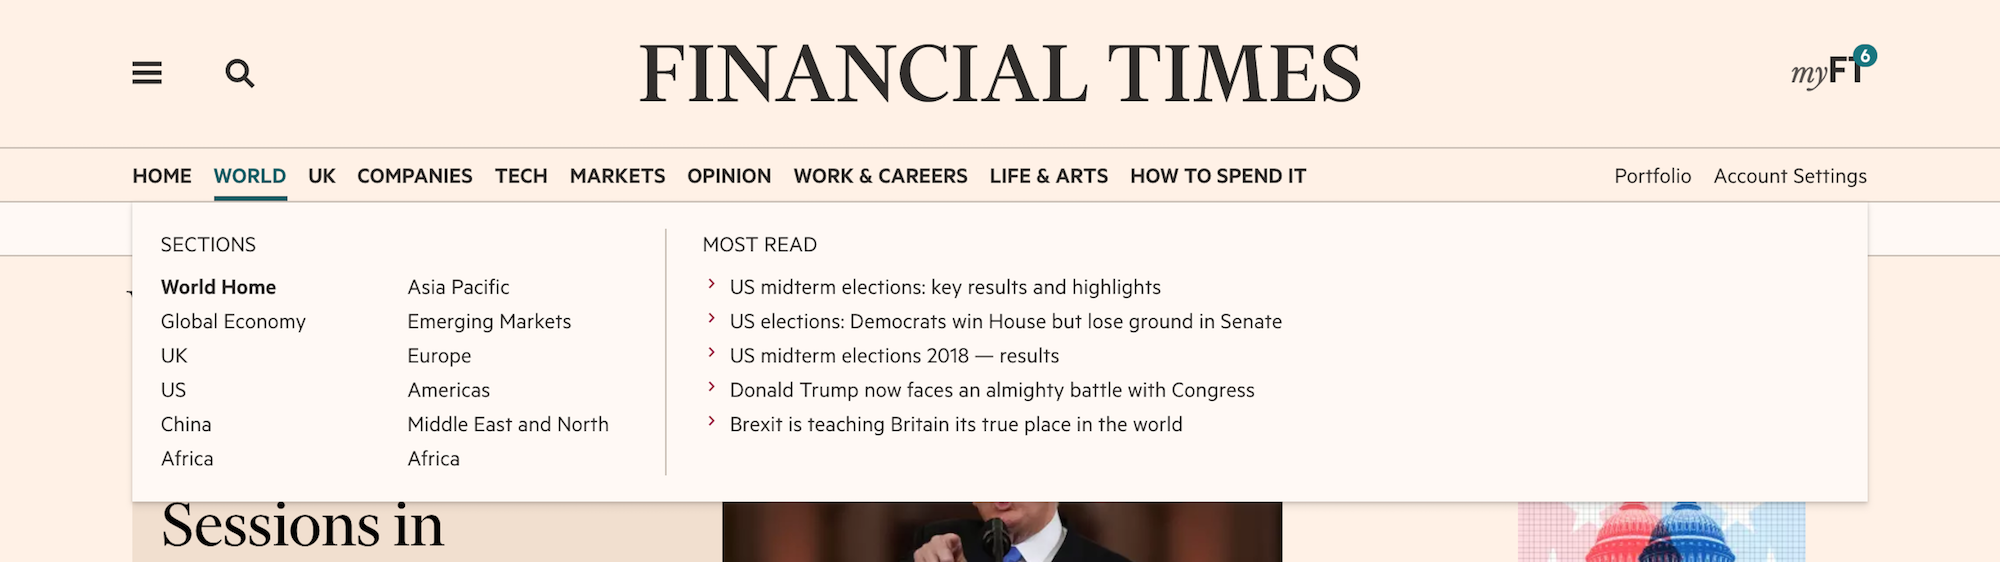 FINANCIAL TIMES
myFT 6
HOME WORLD UK COMPANIES TECH MARKETS OPINION WORK & CAREERS LIFE & ARTS HOW TO SPEND IT Portfolio Account Settings
SECTIONS
World Home
Global Economy
UK
US
China
Africa
Asia Pacific
Emerging Markets
Europe
Americas
Middle East and North
Africa
MOST READ
US midterm elections: key results and highlights
US elections: Democrats win House but lose ground in Senate
US midterm elections 2018 — results
Donald Trump now faces an almighty battle with Congress
Brexit is teaching Britain its true place in the world
Sessions in